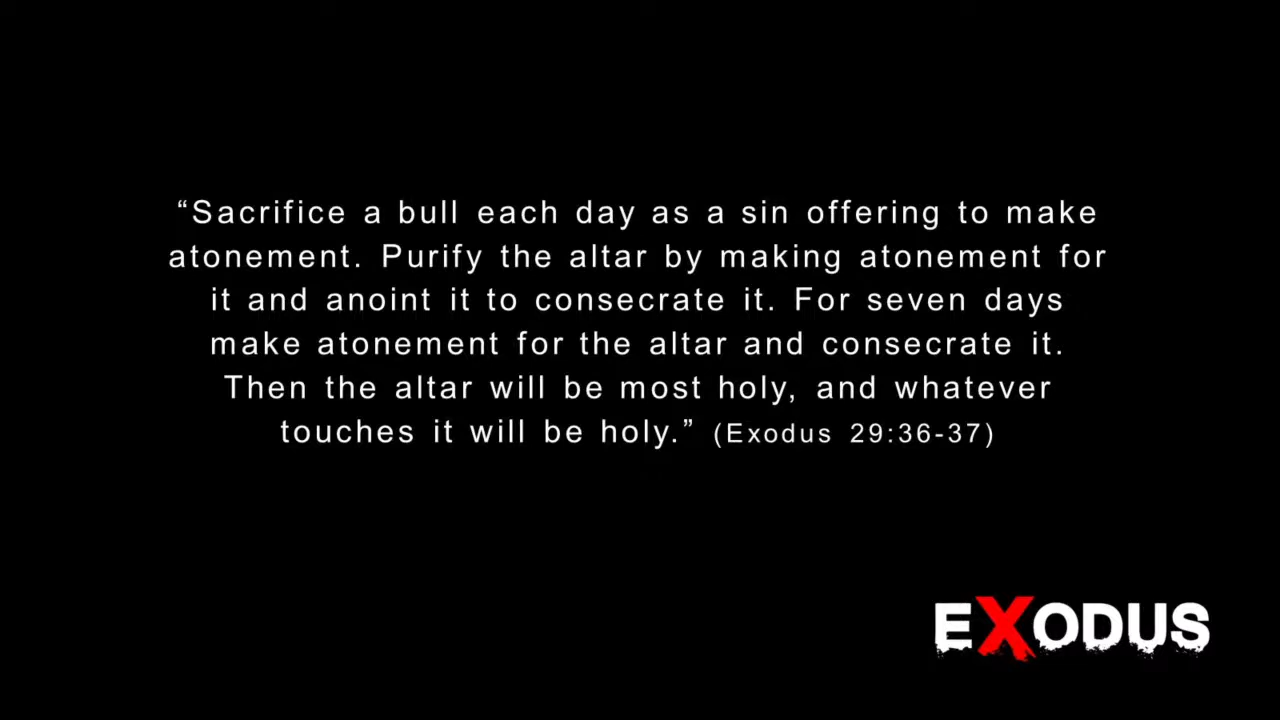 “Sacrifice a bull each day as a sin offering to make
atonement. Purify the altar by making atonement for
it and anoint it to consecrate it. For seven days
make atonement for the altar and consecrate it.
Then the altar will be most holy, and whatever
touches it will be holy.” (Exodus 29:36-37)
EXODUS